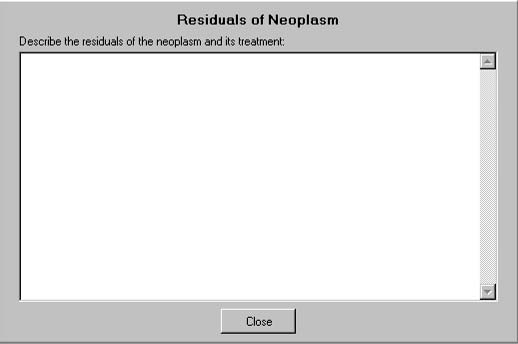 Residuals of Neoplasm
Describe the residuals of the neoplasm and its treatment:
Close